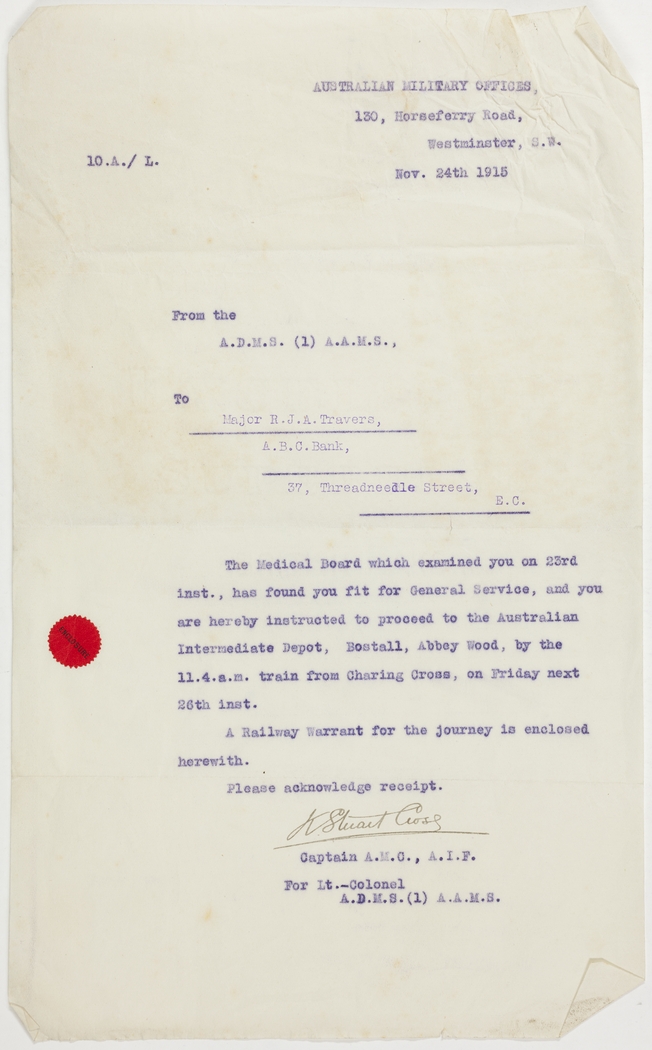 AUSTRALIAN MILITARY OFFICES,
130, Horseferry Road,
Westminster, S.W.
10.A./ L.
Nov. 24th 1915
From the
A.D.M.S. (1) A.A.M.S.,
To
Major R.J.A.Travers,
A.B.C.Bank,
37, Threadneedle Street,
E.C.
The Medical Board which examined you on 23rd
inst., has found you fit for General Service, and you
are hereby instructed to proceed to the Australian
Intermediate Depot, Bostall, Abbey Wood, by the
11.4.a.m. train from Charing Cross, on Friday next
26th inst.
A Railway Warrant for the journey is enclosed
herewith.
Please acknowledge receipt.
ENCLOSURE
K Stuart Cross
Captain A.M.C., A.I.F.
For Lt.-Colonel
A.D.M.S.(1) A.A.M.S.